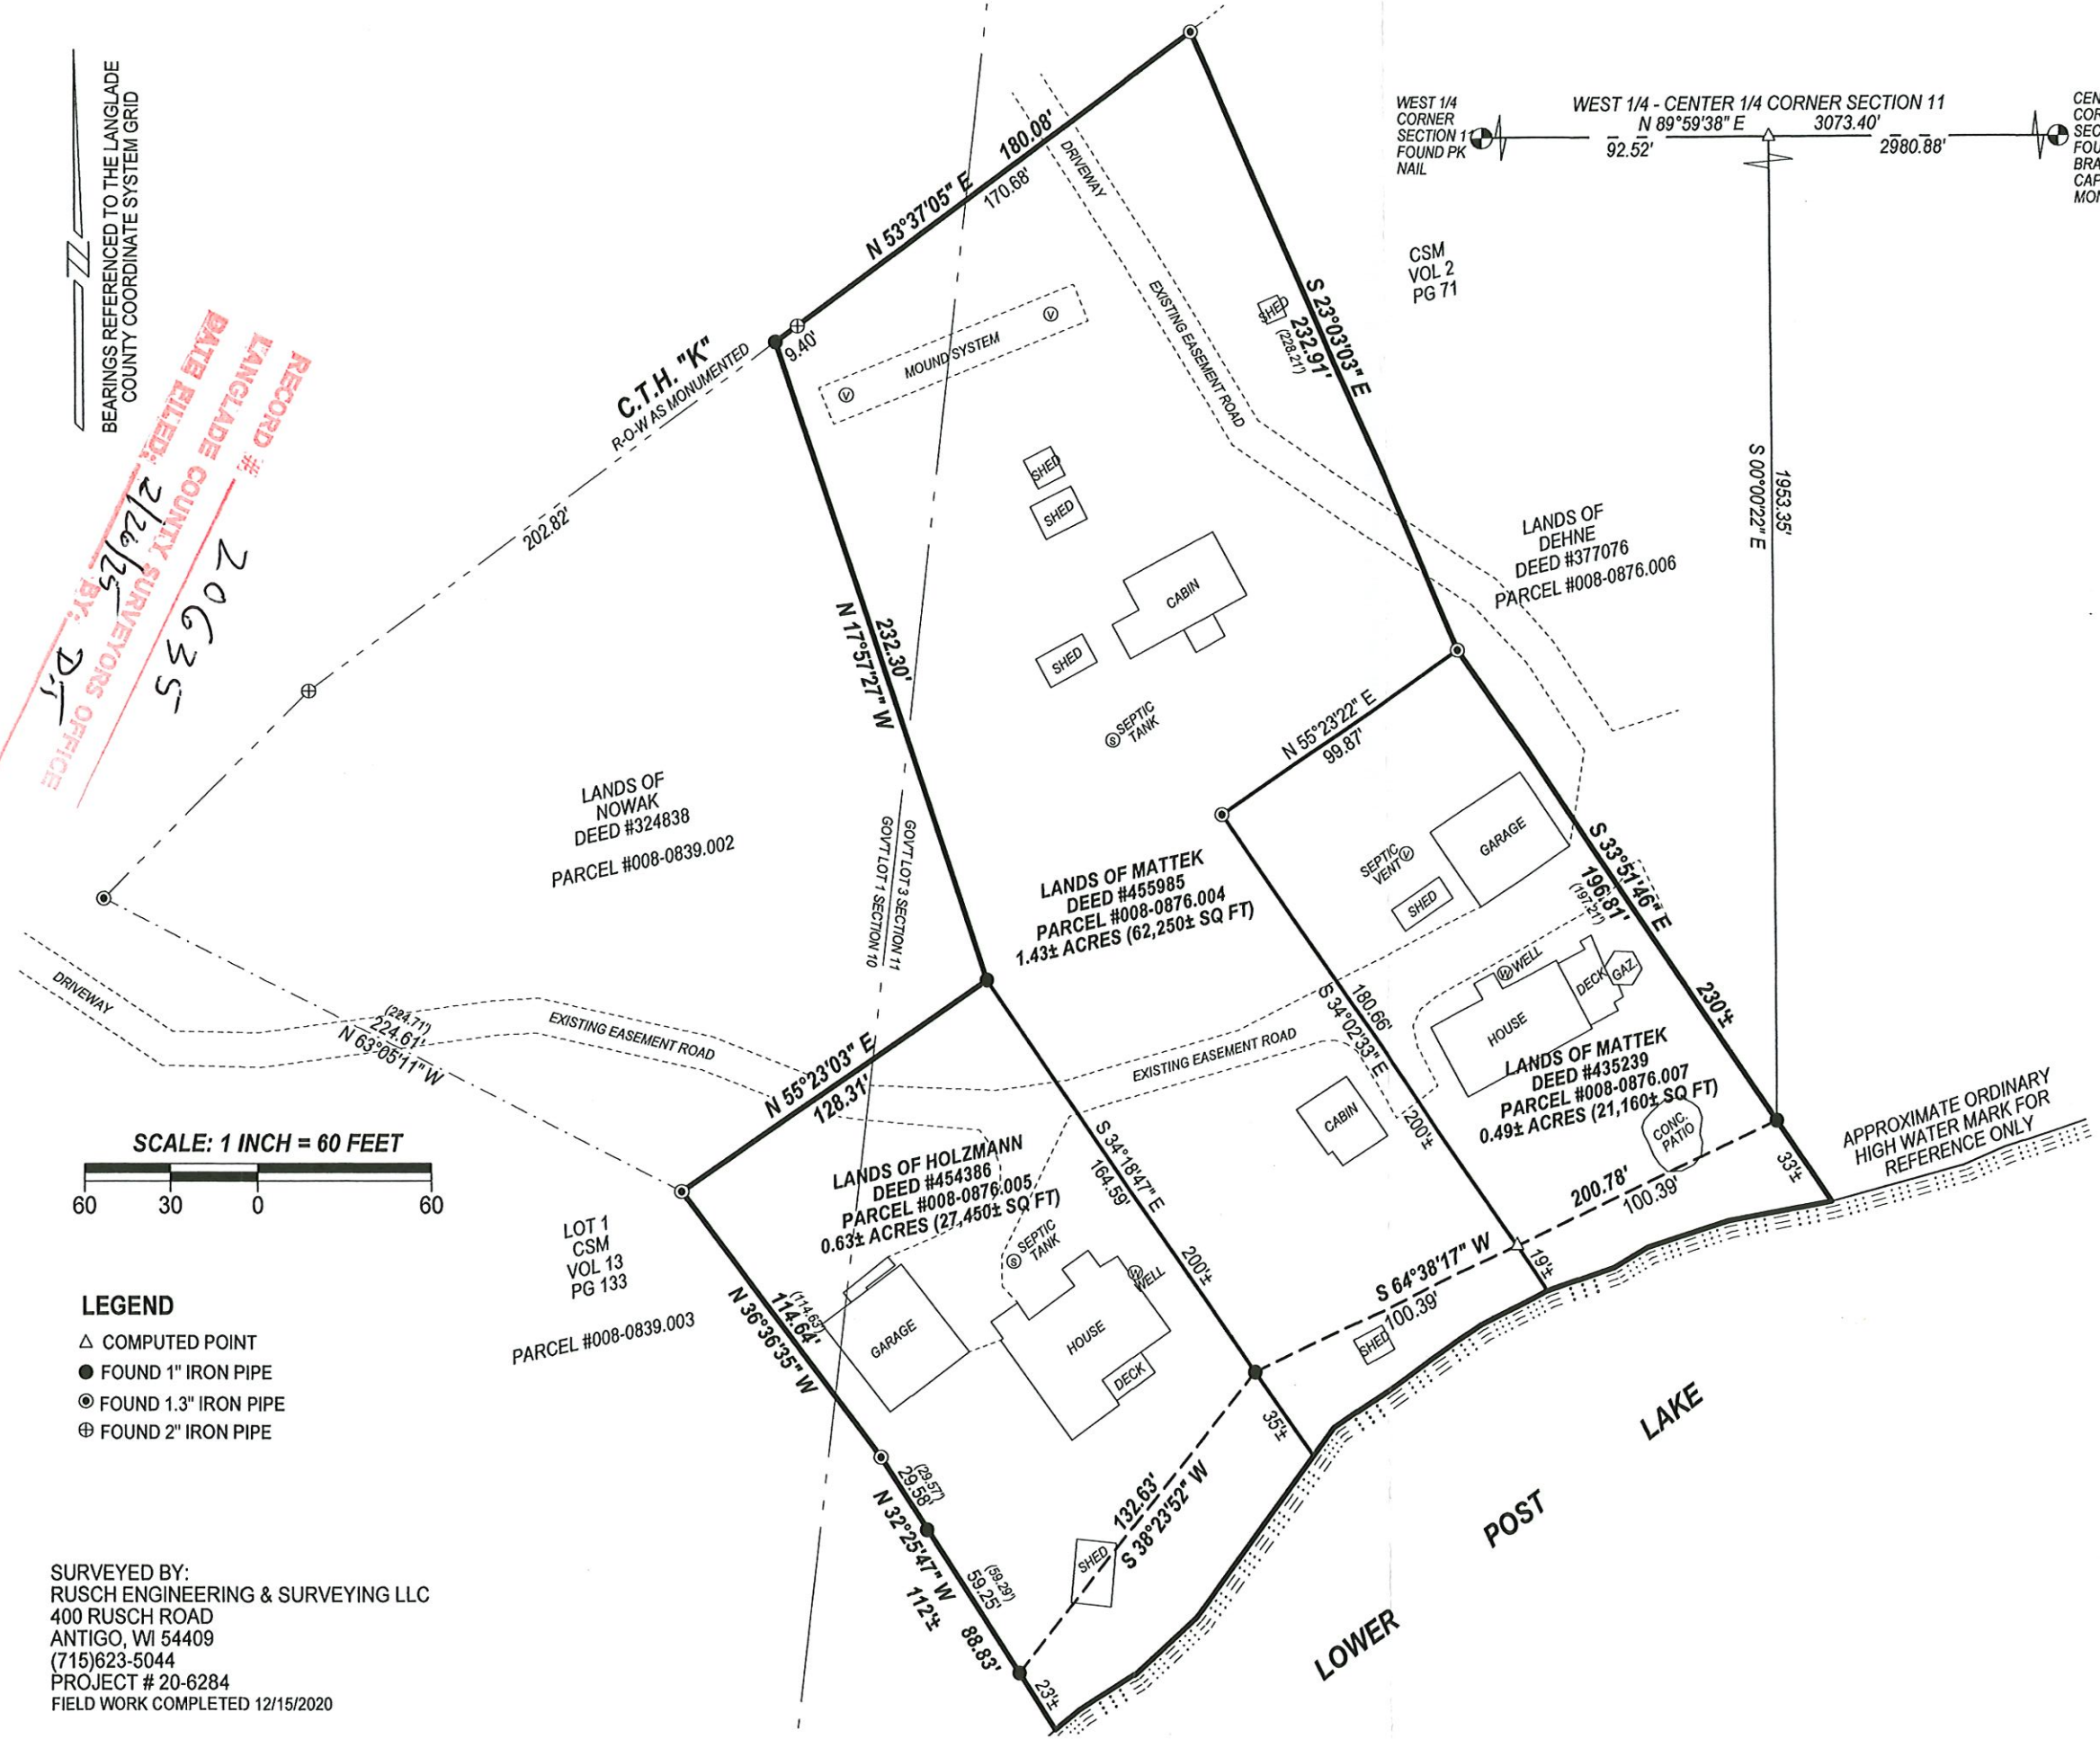 BEARINGS REFERENCED TO THE LANGLADE
COUNTY COORDINATE SYSTEM GRID
RECORD #
20635
LANGLADE COUNTY SURVEYORS OFFICE
DATE FILED: 2/26/25 BY: DT
WEST 1/4
CORNER
SECTION 11
FOUND PK
NAIL
WEST 1/4 - CENTER 1/4 CORNER SECTION 11
N 89°59'38" E 3073.40'
92.52' 2980.88'
S 00°00'22" E
1953.35'
CSM
VOL 2
PG 71
N 53°37'05" E 180.08'
170.68'
9.40'
C.T.H. "K"
R-O-W AS MONUMENTED
202.82'
DRIVEWAY
EXISTING EASEMENT ROAD
MOUND SYSTEM
V
V
SHED
S 23°03'03" E
232.91'
(228.21')
SHED
SHED
CABIN
SHED
S SEPTIC
TANK
232.30'
N 17°57'27" W
LANDS OF
DEHNE
DEED #377076
PARCEL #008-0876.006
LANDS OF
NOWAK
DEED #324838
PARCEL #008-0839.002
GOV'T LOT 3 SECTION 11
GOV'T LOT 1 SECTION 10
N 55°23'22" E
99.87'
LANDS OF MATTEK
DEED #455985
PARCEL #008-0876.004
1.43± ACRES (62,250± SQ FT)
SEPTIC
VENT V
GARAGE
SHED
S 33°51'46" E
196.81'
(197.21')
230'±
W WELL
DECK
GAZ.
HOUSE
LANDS OF MATTEK
DEED #435239
PARCEL #008-0876.007
0.49± ACRES (21,160± SQ FT)
CONC.
PATIO
180.66'
S 34°02'33" E
200'±
DRIVEWAY
(224.71')
224.61'
N 63°05'11" W
EXISTING EASEMENT ROAD
EXISTING EASEMENT ROAD
N 55°23'03" E
128.31'
CABIN
APPROXIMATE ORDINARY
HIGH WATER MARK FOR
REFERENCE ONLY
33'±
200.78'
100.39'
S 64°38'17" W
100.39'
19'±
SHED
S 34°18'47" E
164.59'
200'±
35'±
LANDS OF HOLZMANN
DEED #454386
PARCEL #008-0876.005
0.63± ACRES (27,450± SQ FT)
S SEPTIC
TANK
W WELL
GARAGE
HOUSE
DECK
LOT 1
CSM
VOL 13
PG 133
PARCEL #008-0839.003
(114.63')
114.64'
N 36°36'35" W
(29.57')
29.58'
N 32°25'47" W
112'±
(59.29')
59.25'
88.83'
23'±
132.63'
S 38°23'52" W
SHED
LOWER
POST
LAKE
SCALE: 1 INCH = 60 FEET
60 30 0 60
LEGEND
COMPUTED POINT
FOUND 1" IRON PIPE
FOUND 1.3" IRON PIPE
FOUND 2" IRON PIPE
SURVEYED BY:
RUSCH ENGINEERING & SURVEYING LLC
400 RUSCH ROAD
ANTIGO, WI 54409
(715)623-5044
PROJECT # 20-6284
FIELD WORK COMPLETED 12/15/2020